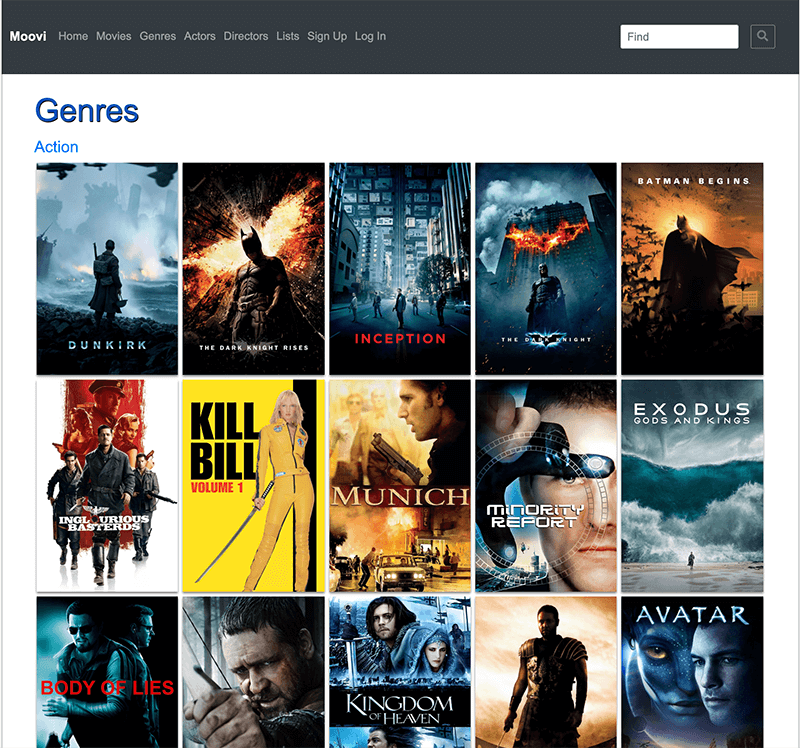 Moovi Home Movies Genres Actors Directors Lists Sign Up Log In Find
Genres
Action
DUNKIRK
THE DARK KNIGHT RISES
INCEPTION
THE DARK KNIGHT
BATMAN BEGINS
INGLOURIOUS
BASTERDS
KILL
BILL
VOLUME 1
MUNICH
MINORITY
REPORT
EXODUS
GODS AND KINGS
BODY OF LIES
KINGDOM
OF HEAVEN
AVATAR